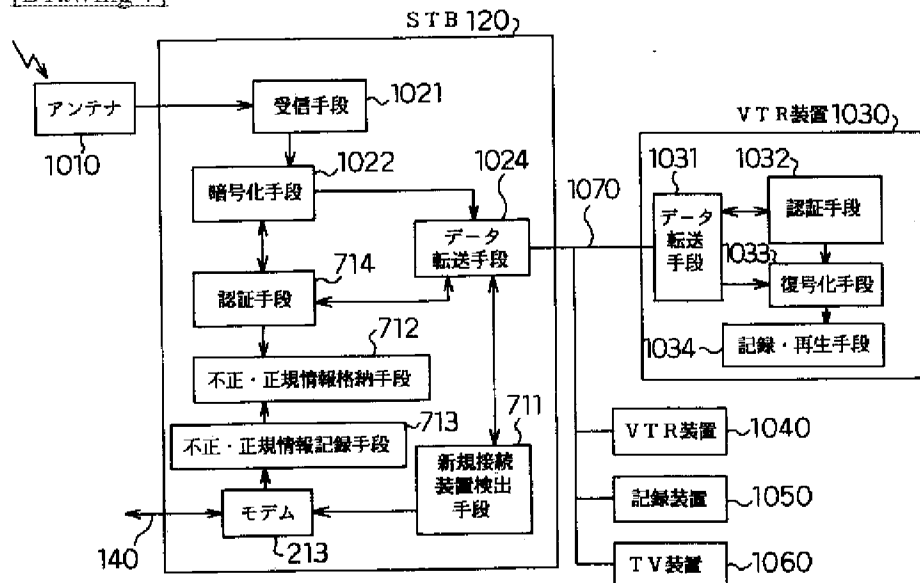 STB 120
アンテナ
1010
受信手段
1021
暗号化手段
1022
1024
データ
転送手段
認証手段
714
712
不正・正規情報格納手段
713
不正・正規情報記録手段
711
新規接続
装置検出
手段
モデム
213
140
1070
VTR装置 1030
1031
データ
転送
手段
1032
認証手段
1033
復号化手段
1034
記録・再生手段
VTR装置
1040
記録装置
1050
TV装置
1060